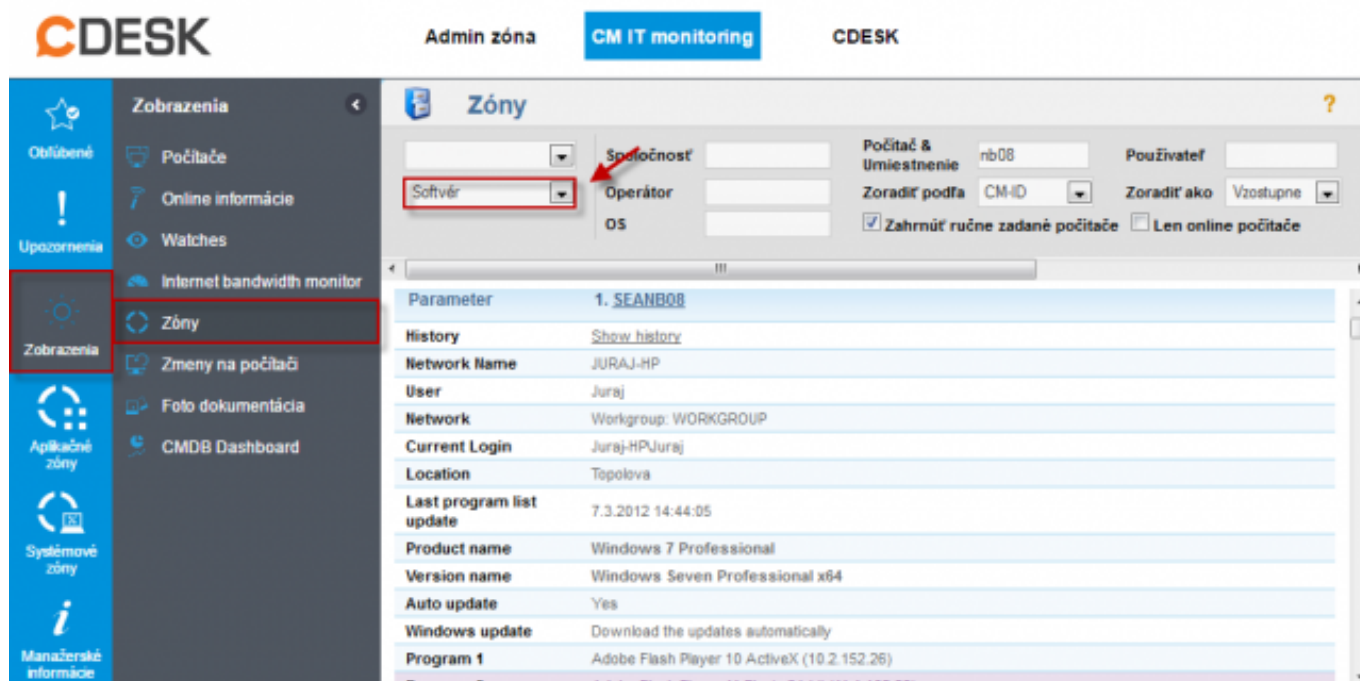 CDESK
Admin zóna
CM IT monitoring
CDESK
Obľúbené
Upozornenia
Zobrazenia
Aplikačné
zóny
Systémové
zóny
Manažerské
informácie
Zobrazenia
Počítače
Online informácie
Watches
Internet bandwidth monitor
Zóny
Zmeny na počítači
Foto dokumentácia
CMDB Dashboard
Zóny
?
Spoločnosť
Počítač &
Umiestnenie
nb08
Používateľ
Softvér
Operátor
Zoradiť podľa
CM-ID
Zoradiť ako
Vzostupne
OS
Zahrnúť ručne zadané počítače
Len online počítače
Parameter 1. SEANB08
History Show history
Network Name JURAJ-HP
User Juraj
Network Workgroup: WORKGROUP
Current Login Juraj-HP\Juraj
Location Topolova
Last program list
update
7.3.2012 14:44:05
Product name Windows 7 Professional
Version name Windows Seven Professional x64
Auto update Yes
Windows update Download the updates automatically
Program 1 Adobe Flash Player 10 ActiveX (10.2.152.26)